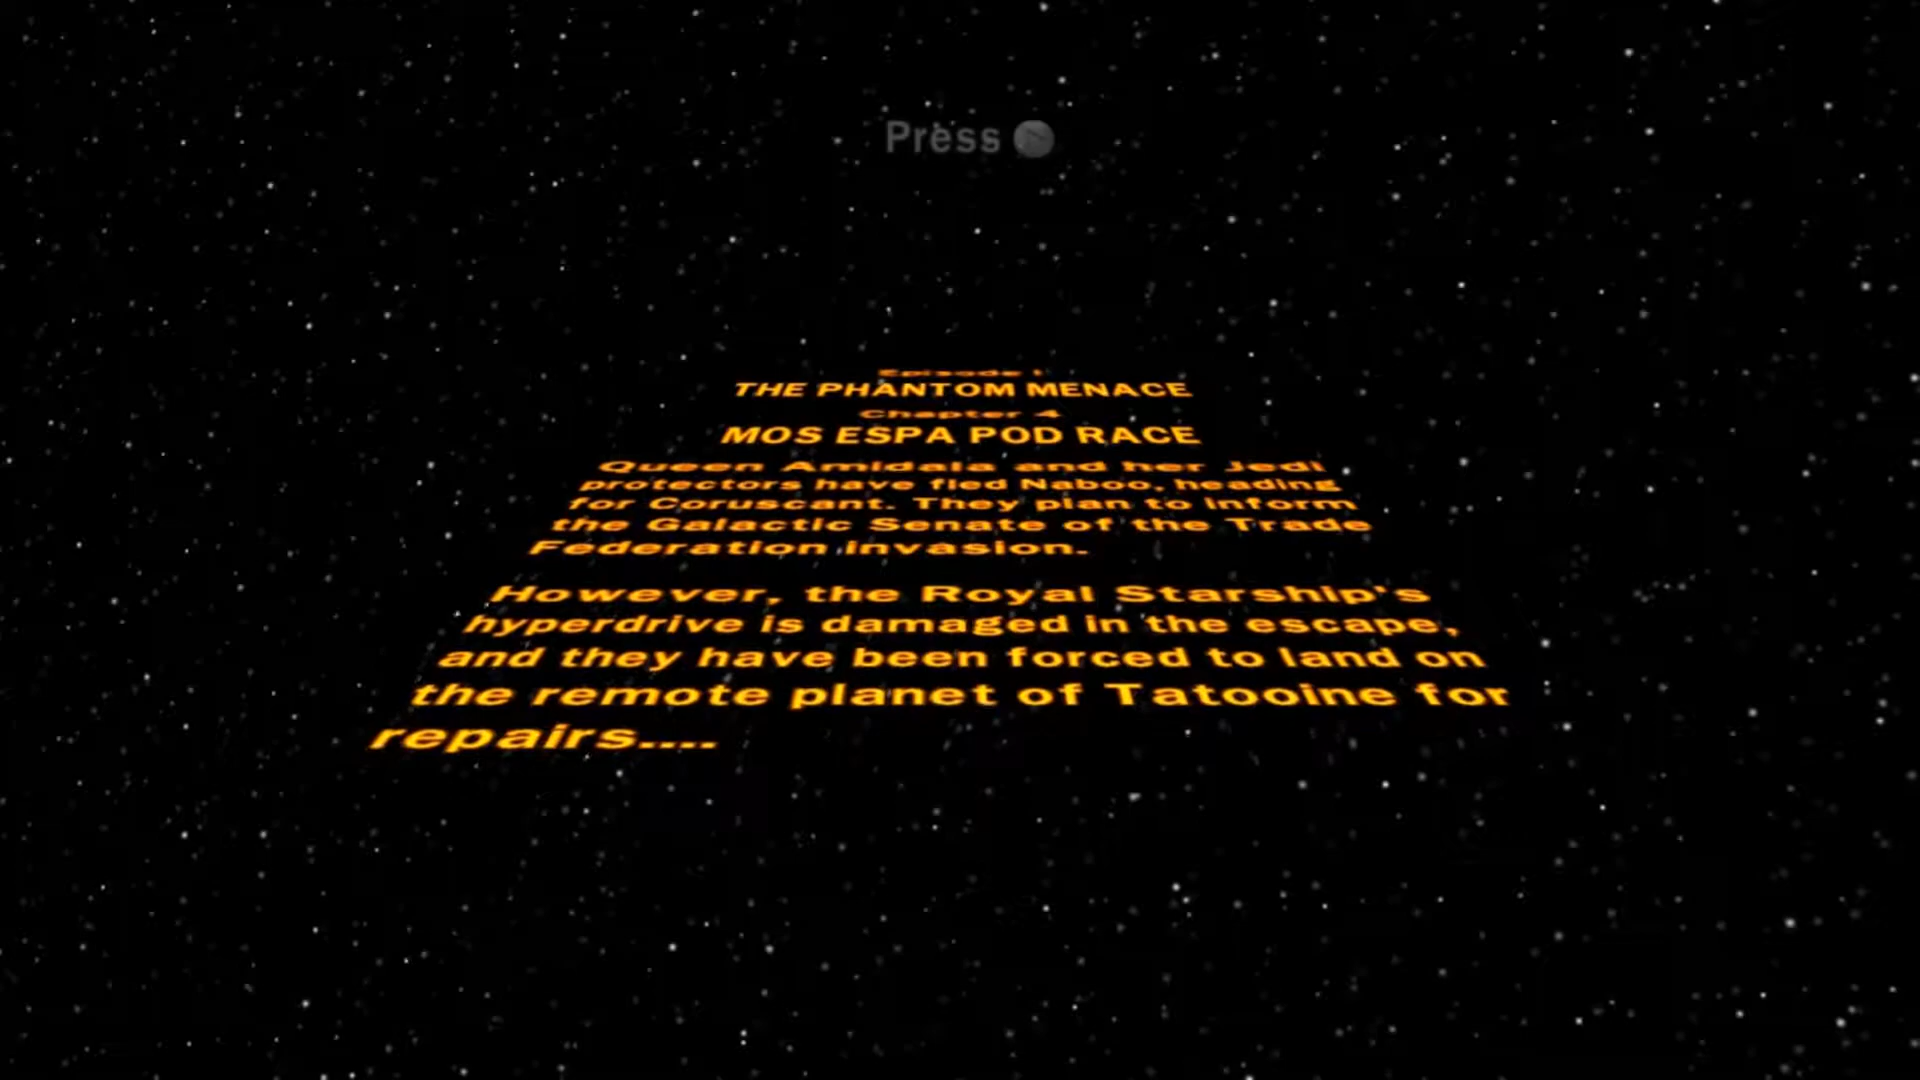 Press
Episode I
THE PHANTOM MENACE
Chapter 4
MOS ESPA POD RACE
Queen Amidala and her Jedi
protectors have fled Naboo, heading
for Coruscant. They plan to inform
the Galactic Senate of the Trade
Federation invasion.
However, the Royal Starship's
hyperdrive is damaged in the escape,
and they have been forced to land on
the remote planet of Tatooine for
repairs....